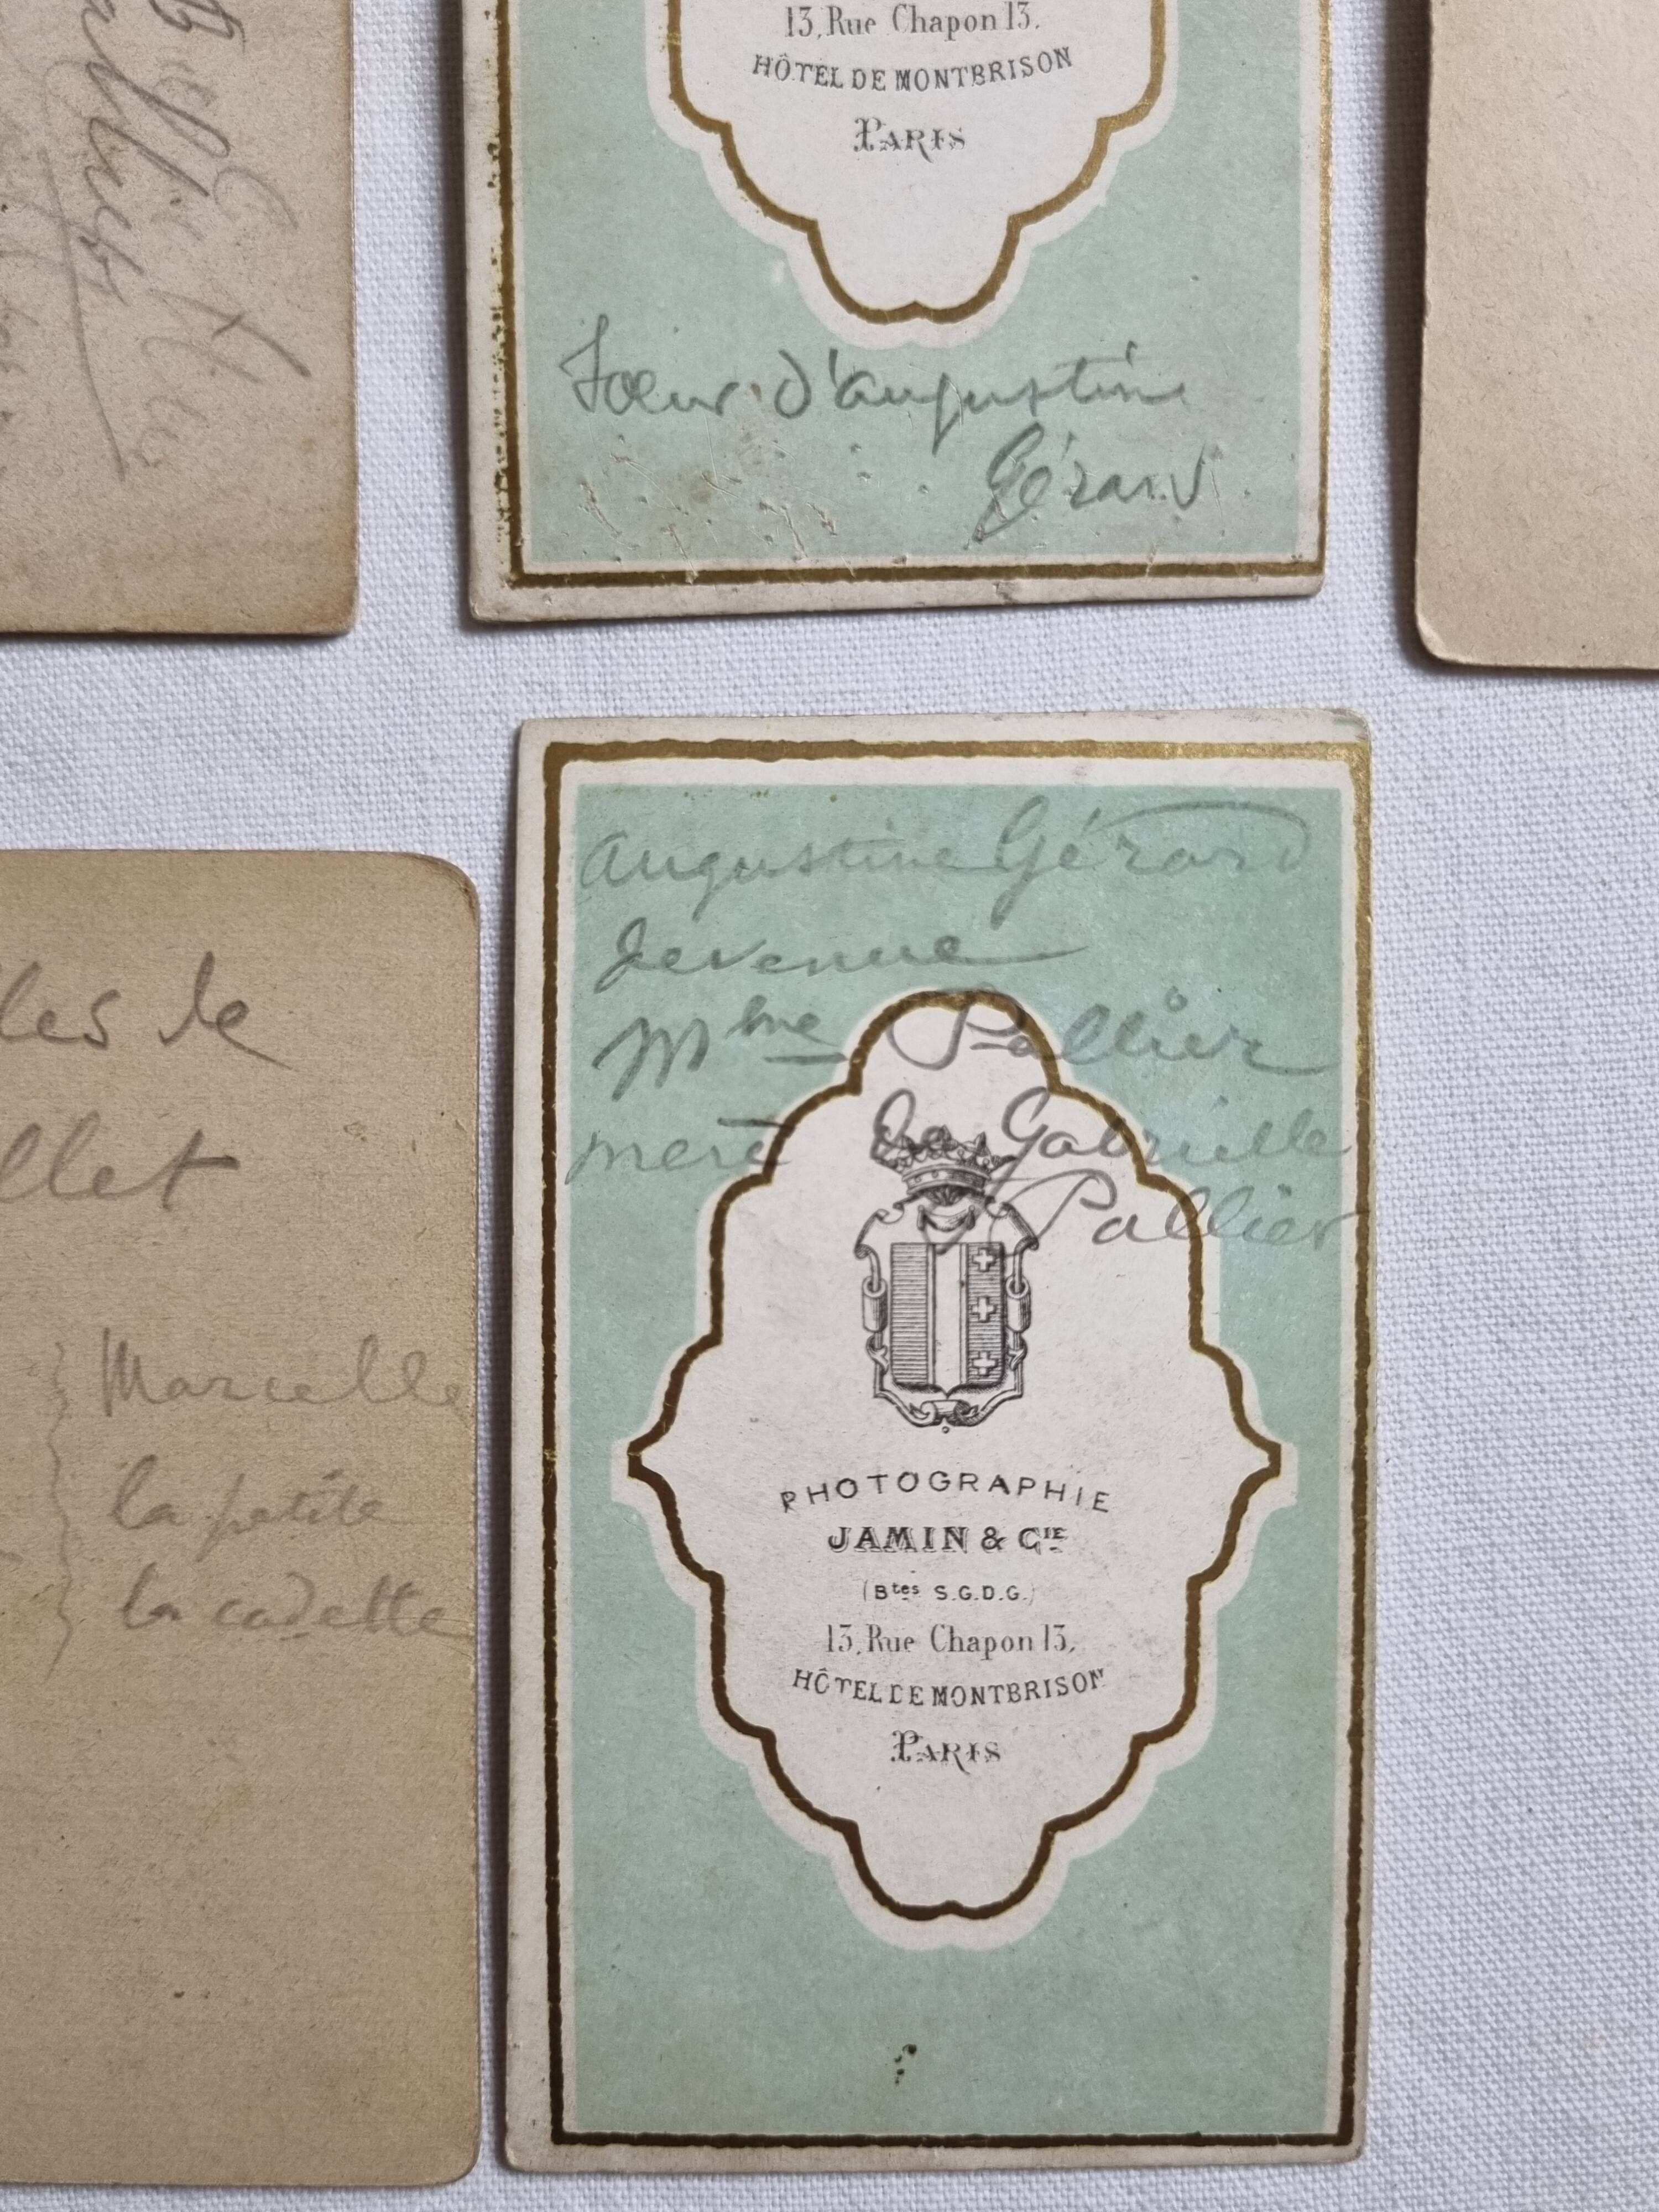 13, Rue Chapon 13.
HÔTEL DE MONTBRISON
PARIS
Soeur d'augustine
Gérard
augustine Gérard
devenue
Mme Pallier
mère de Gabrielle
Pallier
PHOTOGRAPHIE
JAMIN & CIE
(Btes S.G.D.G.)
13, Rue Chapon 13,
HÔTEL DE MONTBRISON
PARIS
les de
llet
Marcelle
la petite
la cadette